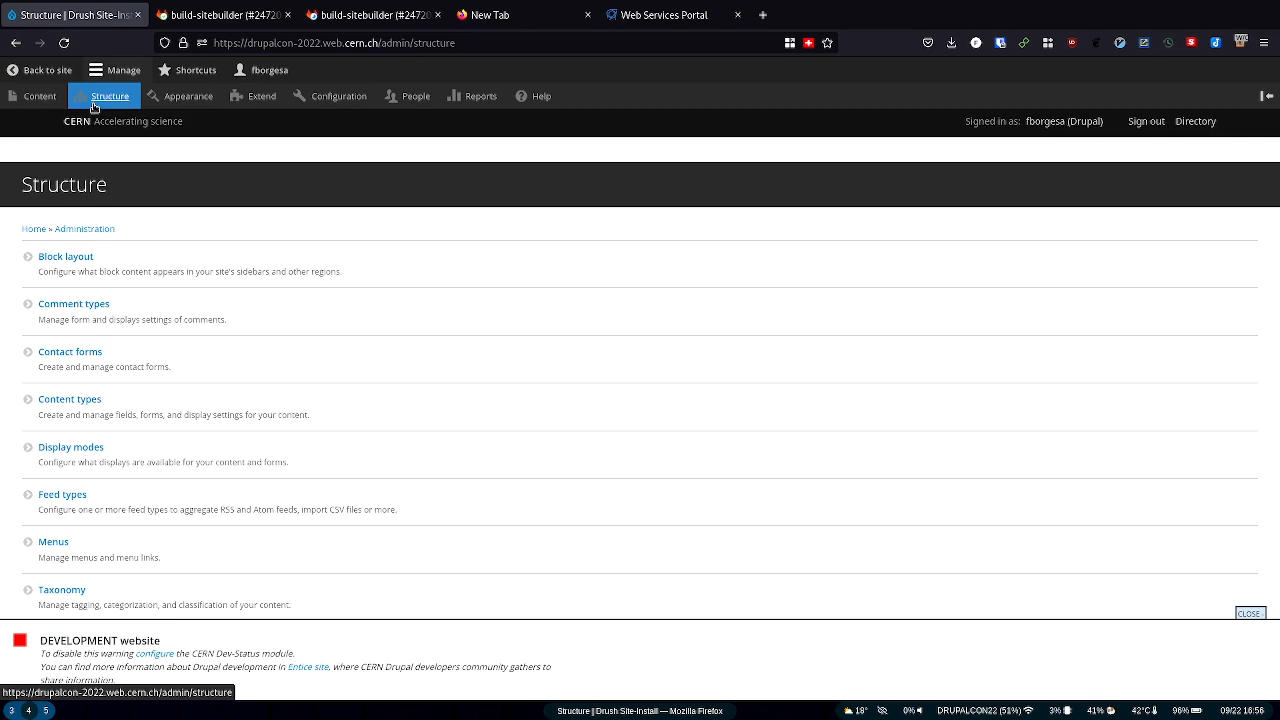 Structure | Drush Site-Inst
build-sitebuilder (#24720
build-sitebuilder (#24720
New Tab
Web Services Portal
https://drupalcon-2022.web.cern.ch/admin/structure
Back to site
Manage
Shortcuts
fborgesa
Content
Structure
Appearance
Extend
Configuration
People
Reports
Help
CERN Accelerating science
Signed in as: fborgesa (Drupal)
Sign out
Directory
Structure
Home » Administration
Block layout
Configure what block content appears in your site's sidebars and other regions.
Comment types
Manage form and displays settings of comments.
Contact forms
Create and manage contact forms.
Content types
Create and manage fields, forms, and display settings for your content.
Display modes
Configure what displays are available for your content and forms.
Feed types
Configure one or more feed types to aggregate RSS and Atom feeds, import CSV files or more.
Menus
Manage menus and menu links.
Taxonomy
Manage tagging, categorization, and classification of your content.
CLOSE
DEVELOPMENT website
To disable this warning configure the CERN Dev-Status module.
You can find more information about Drupal development in Entice site, where CERN Drupal developers community gathers to
share information.
https://drupalcon-2022.web.cern.ch/admin/structure
3 4 5
Structure | Drush Site-Install — Mozilla Firefox
18°
0%
DRUPALCON22 (51%)
3%
41%
42°C
96%
09/22 16:56